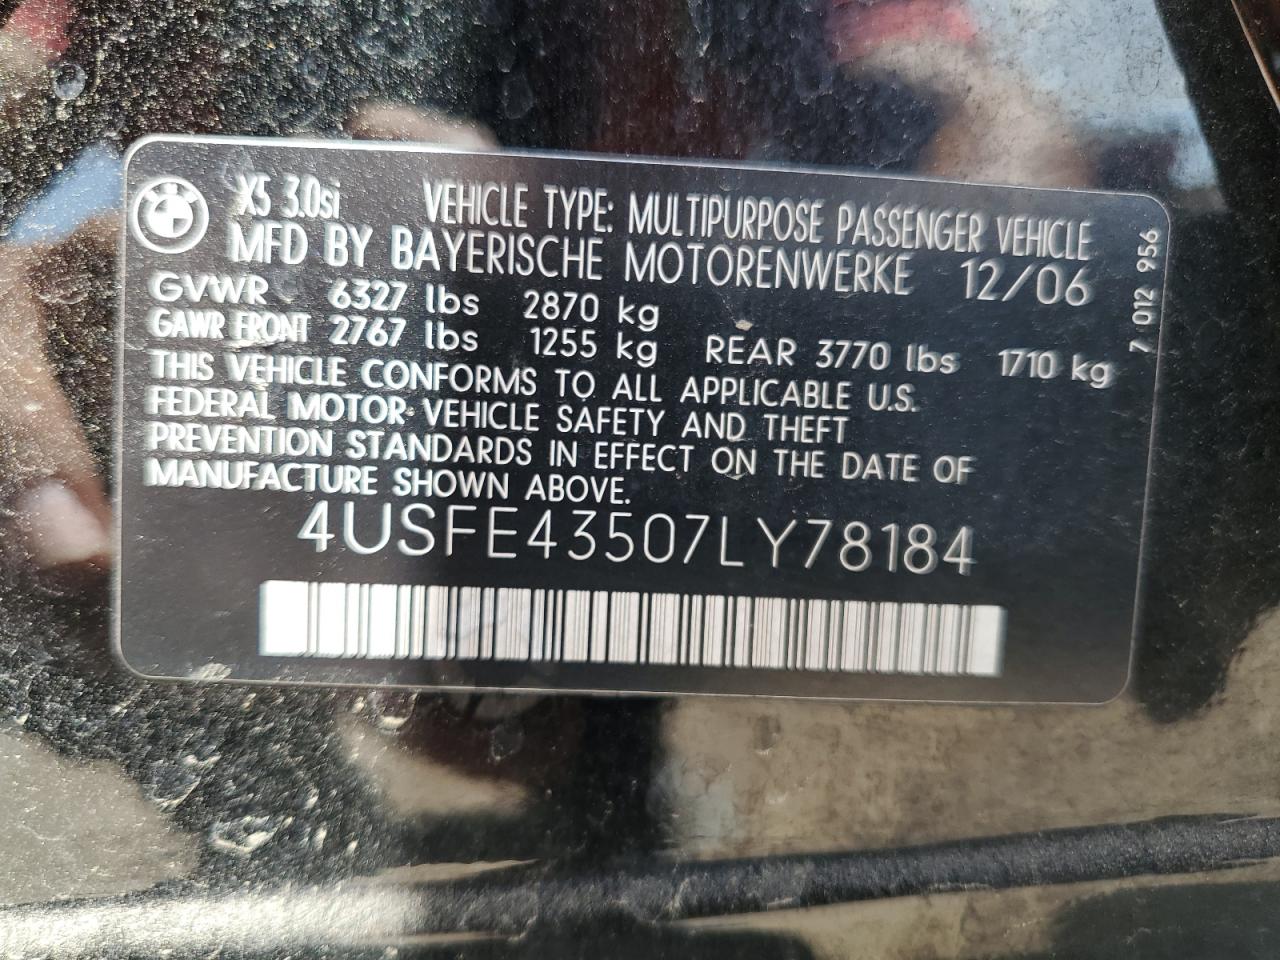 X5 3.0si VEHICLE TYPE: MULTIPURPOSE PASSENGER VEHICLE
MFD BY BAYERISCHE MOTORENWERKE 12/06
GVWR 6327 lbs 2870 kg
GAWR FRONT 2767 lbs 1255 kg REAR 3770 lbs 1710 kg
THIS VEHICLE CONFORMS TO ALL APPLICABLE U.S.
FEDERAL MOTOR VEHICLE SAFETY AND THEFT
PREVENTION STANDARDS IN EFFECT ON THE DATE OF
MANUFACTURE SHOWN ABOVE.
4USFE43507LY78184
7 012 956